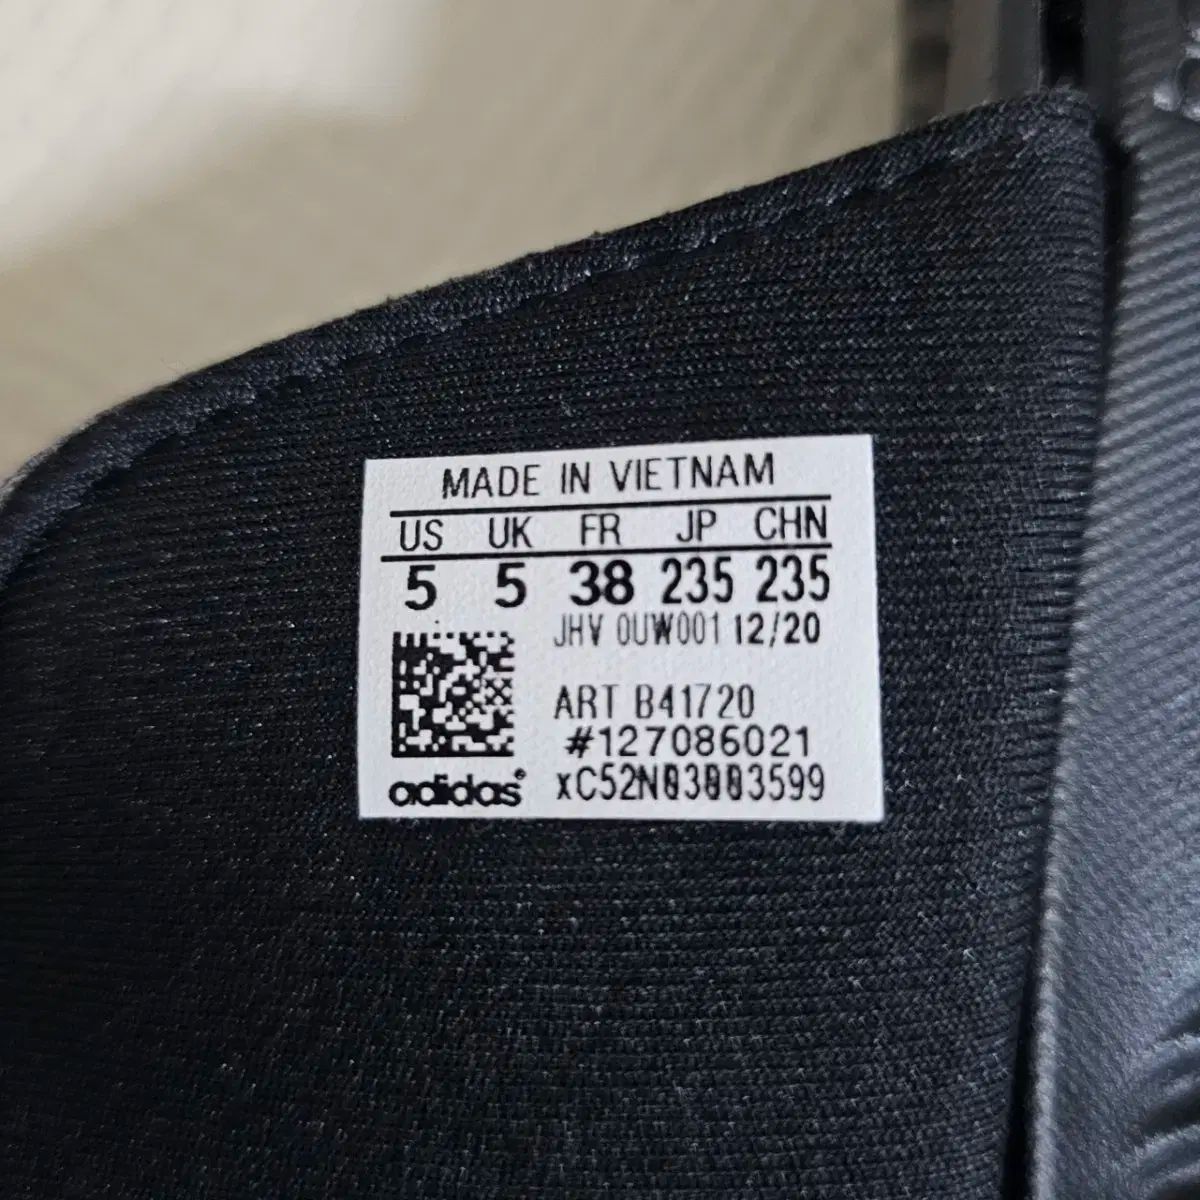 MADE IN VIETNAM
US UK FR JP CHN
5 5 38 235 235
JHV 0UW001 12/20
ART B41720
#127086021
adidas® xC52N03003599